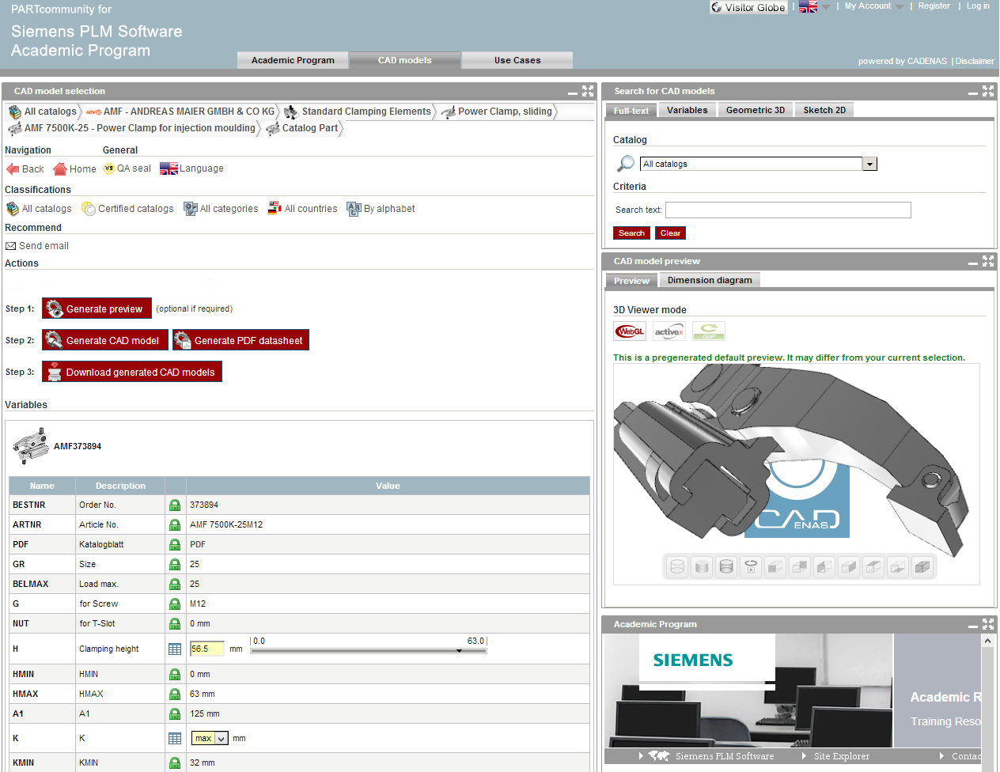 PARTcommunity for
Siemens PLM Software
Academic Program
Visitor Globe | My Account | Register | Log in
Academic Program CAD models Use Cases
powered by CADENAS | Disclaimer
CAD model selection
All catalogs AMF - ANDREAS MAIER GMBH & CO KG Standard Clamping Elements Power Clamp, sliding
AMF 7500K-25 - Power Clamp for injection moulding Catalog Part
Navigation General
Back Home QA seal Language
Classifications
All catalogs Certified catalogs All categories All countries By alphabet
Recommend
Send email
Actions
Step 1: Generate preview (optional if required)
Step 2: Generate CAD model Generate PDF datasheet
Step 3: Download generated CAD models
Variables
AMF373894
Name Description Value
BESTNR Order No. 373894
ARTNR Article No. AMF 7500K-25M12
PDF Katalogblatt PDF
GR Size 25
BELMAX Load max. 25
G for Screw M12
NUT for T-Slot 0 mm
H Clamping height 56.5 mm 0.0 63.0
HMIN HMIN 0 mm
HMAX HMAX 63 mm
A1 A1 125 mm
K K max mm
KMIN KMIN 32 mm
Search for CAD models
Full-text Variables Geometric 3D Sketch 2D
Catalog
All catalogs
Criteria
Search text:
Search Clear
CAD model preview
Preview Dimension diagram
3D Viewer mode
WebGL activex GIF
This is a pregenerated default preview. It may differ from your current selection.
CAD
ENAS
Academic Program
SIEMENS
Academic R
Training Reso
Siemens PLM Software Site Explorer Contac